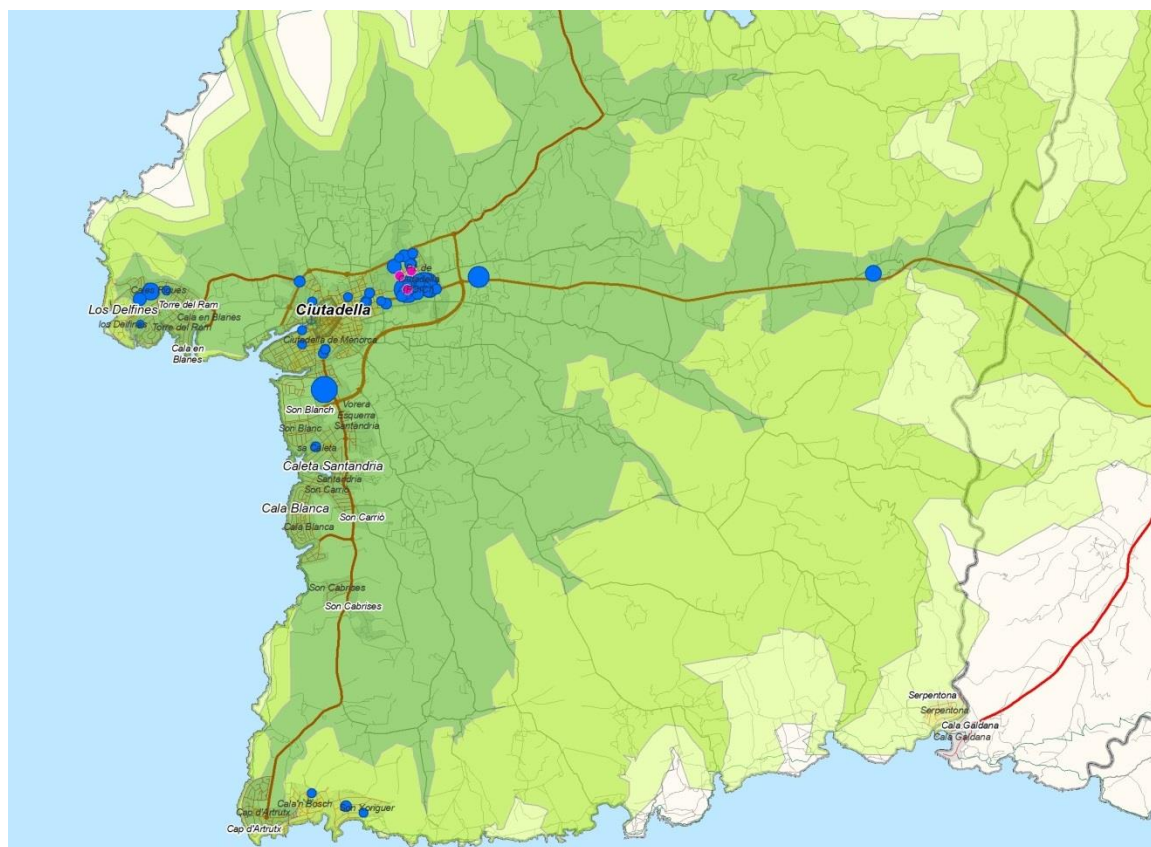 Cales Piques
Torre del Ram
Los Delfines
los Delfines
Torre del Ram
Cala en Blanes
Cala en
Blanes
Ciutadella
Ciutadella de Menorca
de
Son Blanch
Vorera
Esquerra
Santandria
Son Blanc
sa Caleta
Caleta Santandria
Santandria
Son Carrió
Cala Blanca
Son Carrió
Cala Blanca
Son Cabrises
Son Cabrises
Serpentona
Serpentona
Cala Galdana
Cala Galdana
Cala'n Bosch
Son Xoriguer
Cap d'Artrutx
Cap d'Artrutx